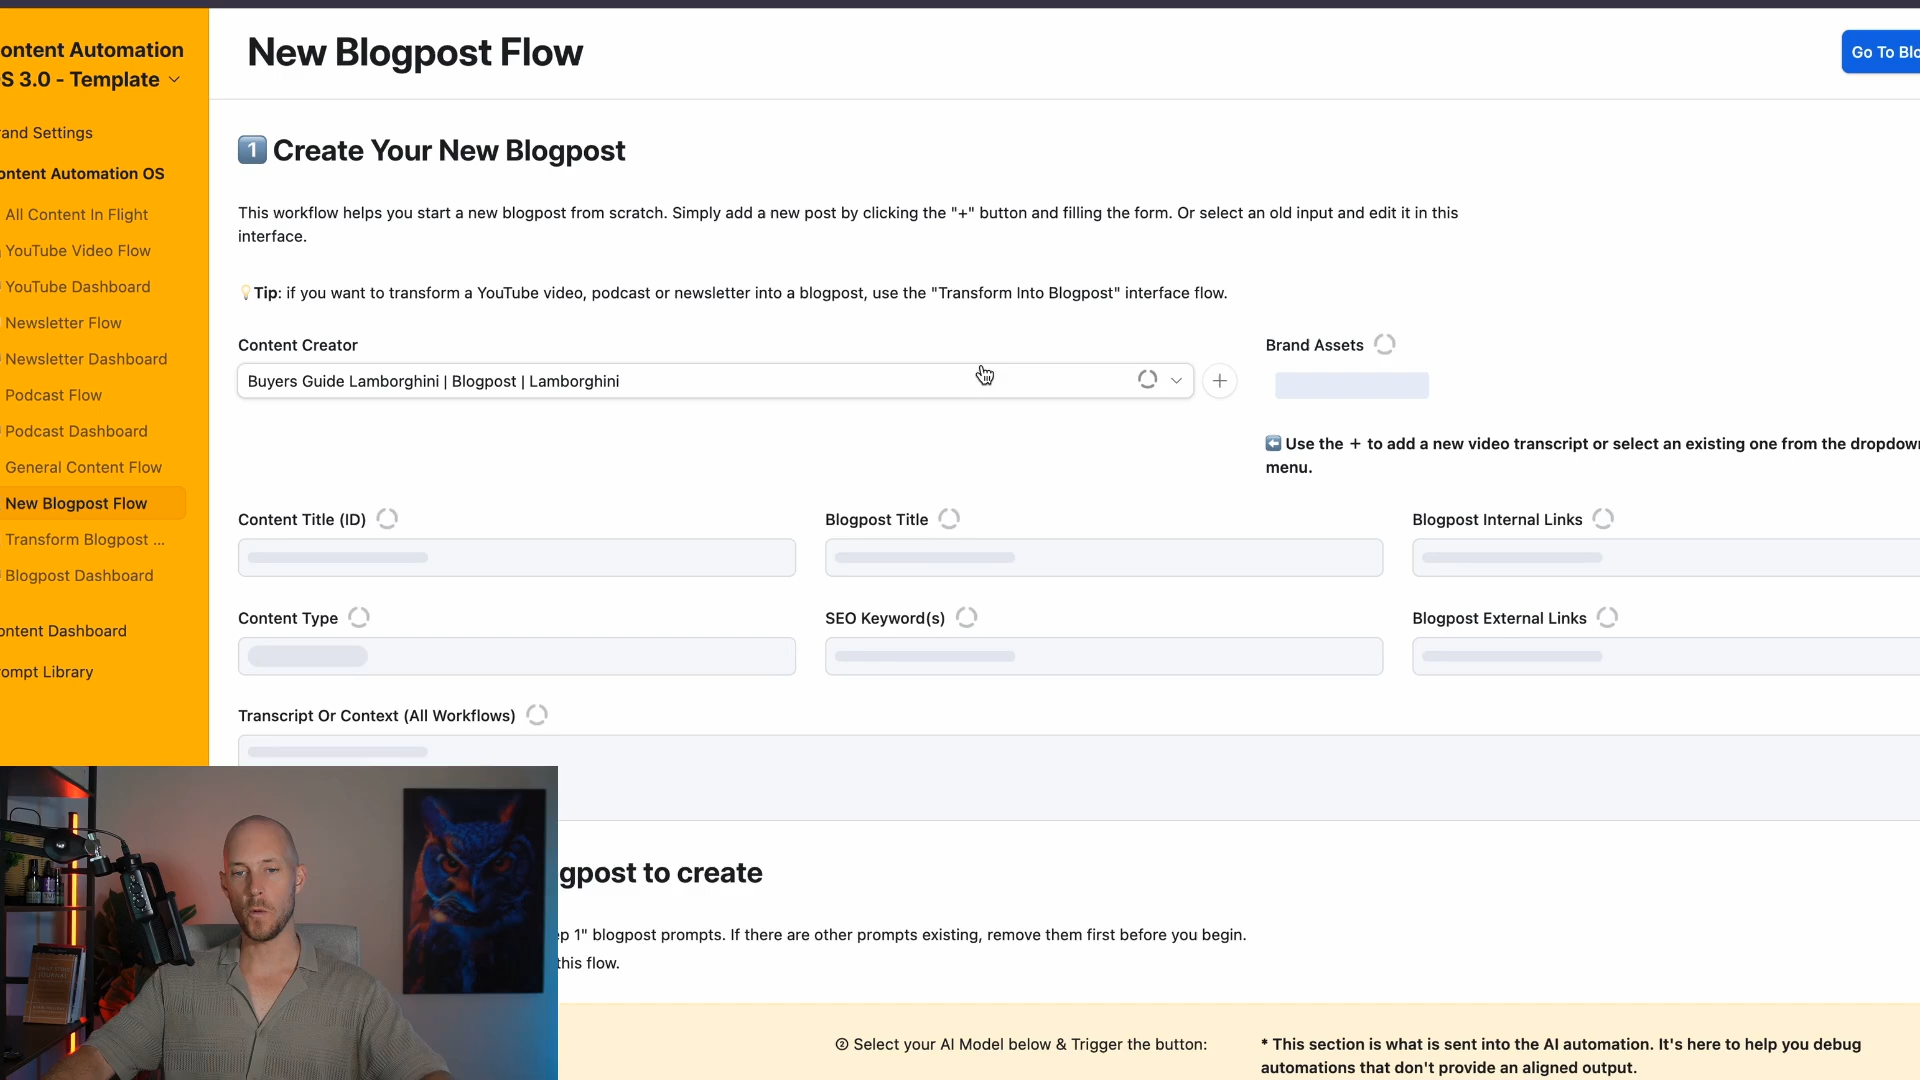 ontent Automation
S 3.0 - Template
and Settings
ontent Automation OS
All Content In Flight
YouTube Video Flow
YouTube Dashboard
Newsletter Flow
Newsletter Dashboard
Podcast Flow
Podcast Dashboard
General Content Flow
New Blogpost Flow
Transform Blogpost ...
Blogpost Dashboard
ontent Dashboard
ompt Library
New Blogpost Flow
Go To Blo
1 Create Your New Blogpost
This workflow helps you start a new blogpost from scratch. Simply add a new post by clicking the "+" button and filling the form. Or select an old input and edit it in this
interface.
💡Tip: if you want to transform a YouTube video, podcast or newsletter into a blogpost, use the "Transform Into Blogpost" interface flow.
Content Creator
Buyers Guide Lamborghini | Blogpost | Lamborghini
Brand Assets
⬅️ Use the + to add a new video transcript or select an existing one from the dropdown
menu.
Content Title (ID)
Blogpost Title
Blogpost Internal Links
Content Type
SEO Keyword(s)
Blogpost External Links
Transcript Or Context (All Workflows)
gpost to create
ep 1" blogpost prompts. If there are other prompts existing, remove them first before you begin.
this flow.
② Select your AI Model below & Trigger the button:
* This section is what is sent into the AI automation. It's here to help you debug
automations that don't provide an aligned output.